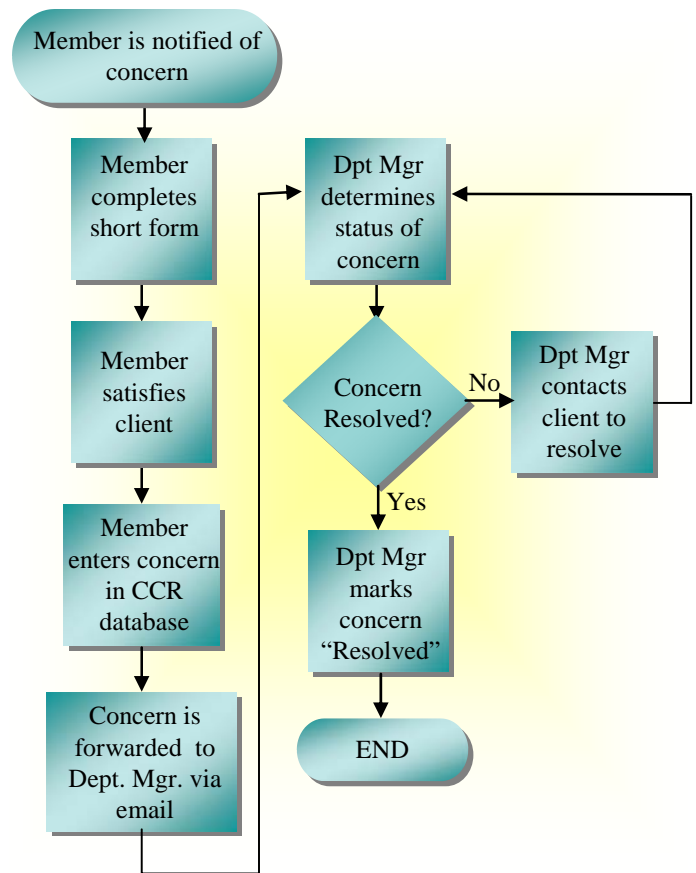 Member is notified of
concern
Member
completes
short form
Member
satisfies
client
Member
enters concern
in CCR
database
Concern is
forwarded to
Dept. Mgr. via
email
Dpt Mgr
determines
status of
concern
Concern
Resolved?
No
Dpt Mgr
contacts
client to
resolve
Yes
Dpt Mgr
marks
concern
“Resolved”
END